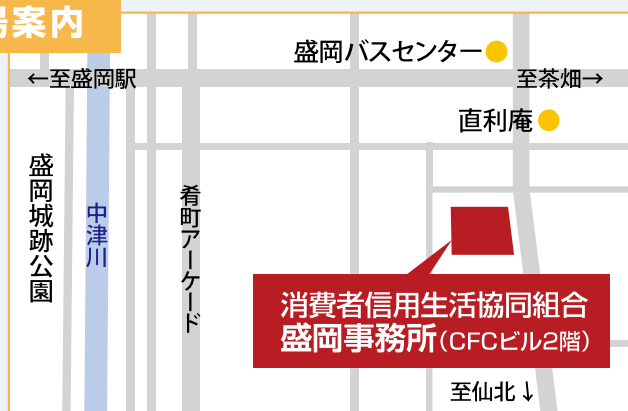 場案内
盛岡バスセンター
←至盛岡駅
至茶畑→
直利庵
盛岡城跡公園
中津川
肴町アーケード
消費者信用生活協同組合
盛岡事務所（CFCビル2階）
至仙北↓